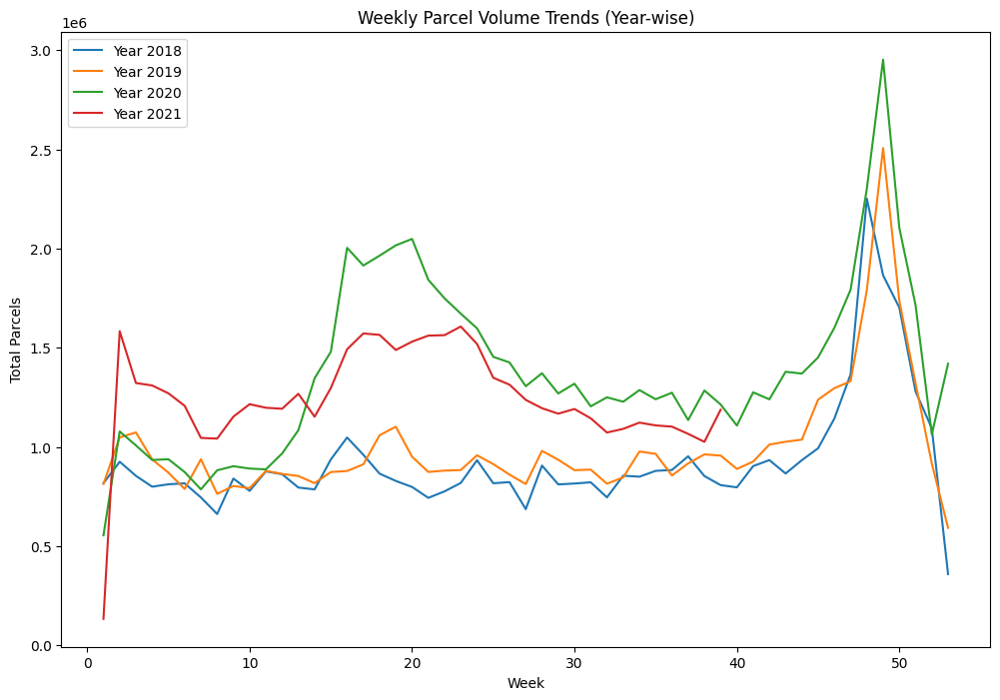 Weekly Parcel Volume Trends (Year-wise)
1e6
Year 2018
Year 2019
Year 2020
Year 2021
3.0
2.5
2.0
1.5
1.0
0.5
0.0
Total Parcels
0 10 20 30 40 50
Week